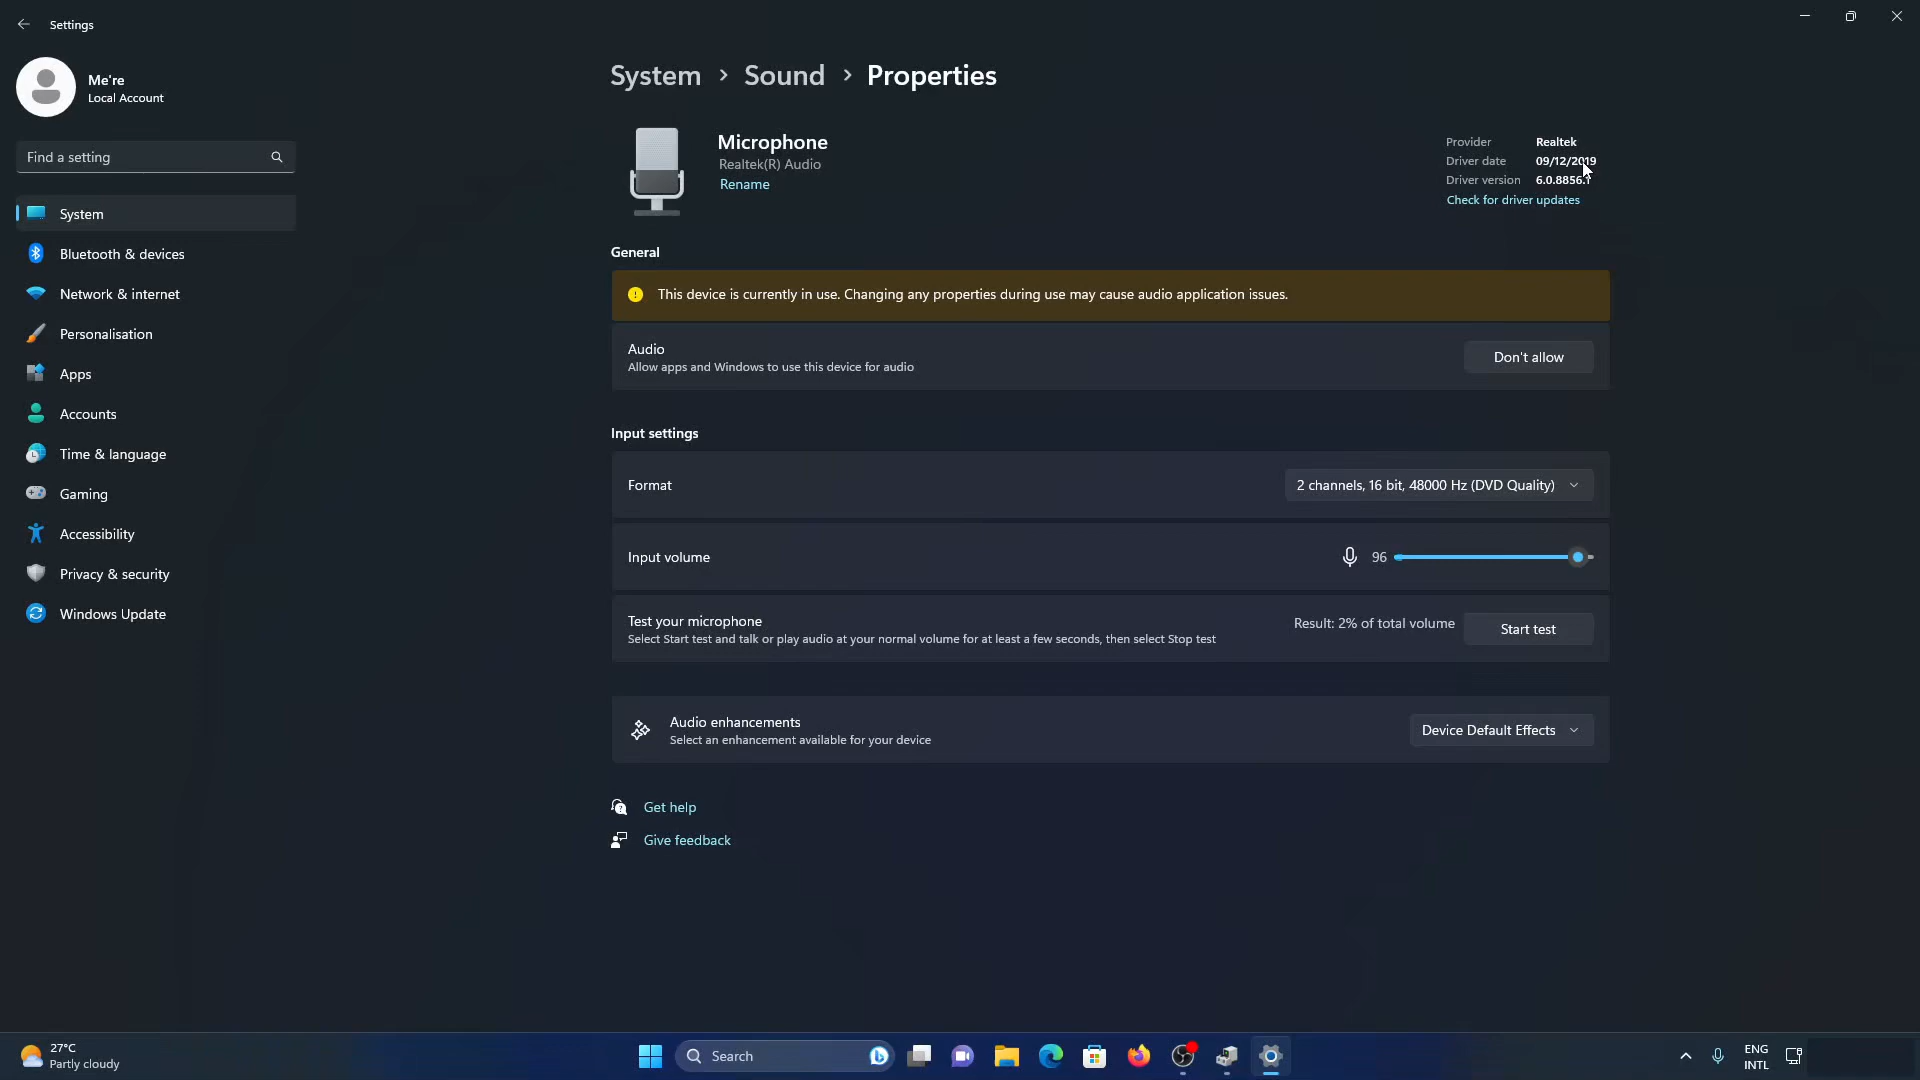 Settings
Me're
Local Account
Find a setting
System
Bluetooth & devices
Network & internet
Personalisation
Apps
Accounts
Time & language
Gaming
Accessibility
Privacy & security
Windows Update
System > Sound > Properties
Microphone
Realtek(R) Audio
Rename
Provider Realtek
Driver date 09/12/2019
Driver version 6.0.8856.1
Check for driver updates
General
This device is currently in use. Changing any properties during use may cause audio application issues.
Audio
Allow apps and Windows to use this device for audio
Don't allow
Input settings
Format
2 channels, 16 bit, 48000 Hz (DVD Quality)
Input volume
96
Test your microphone
Select Start test and talk or play audio at your normal volume for at least a few seconds, then select Stop test
Result: 2% of total volume
Start test
Audio enhancements
Select an enhancement available for your device
Device Default Effects
Get help
Give feedback
27°C
Partly cloudy
Search
ENG
INTL